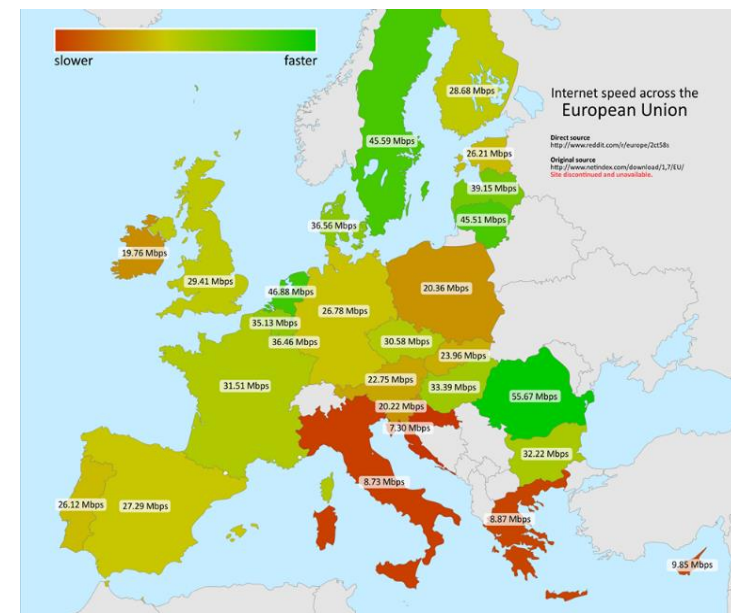 slower
faster
Internet speed across the
European Union
Direct source
http://www.reddit.com/r/europe/2ct58s
Original source
http://www.netindex.com/download/1,7/EU/
Site discontinued and unavailable.
28.68 Mbps
45.59 Mbps
26.21 Mbps
39.15 Mbps
45.51 Mbps
36.56 Mbps
19.76 Mbps
29.41 Mbps
46.88 Mbps
26.78 Mbps
20.36 Mbps
35.13 Mbps
36.46 Mbps
30.58 Mbps
23.96 Mbps
31.51 Mbps
22.75 Mbps
33.39 Mbps
55.67 Mbps
20.22 Mbps
7.30 Mbps
32.22 Mbps
8.73 Mbps
26.12 Mbps
27.29 Mbps
8.87 Mbps
9.85 Mbps